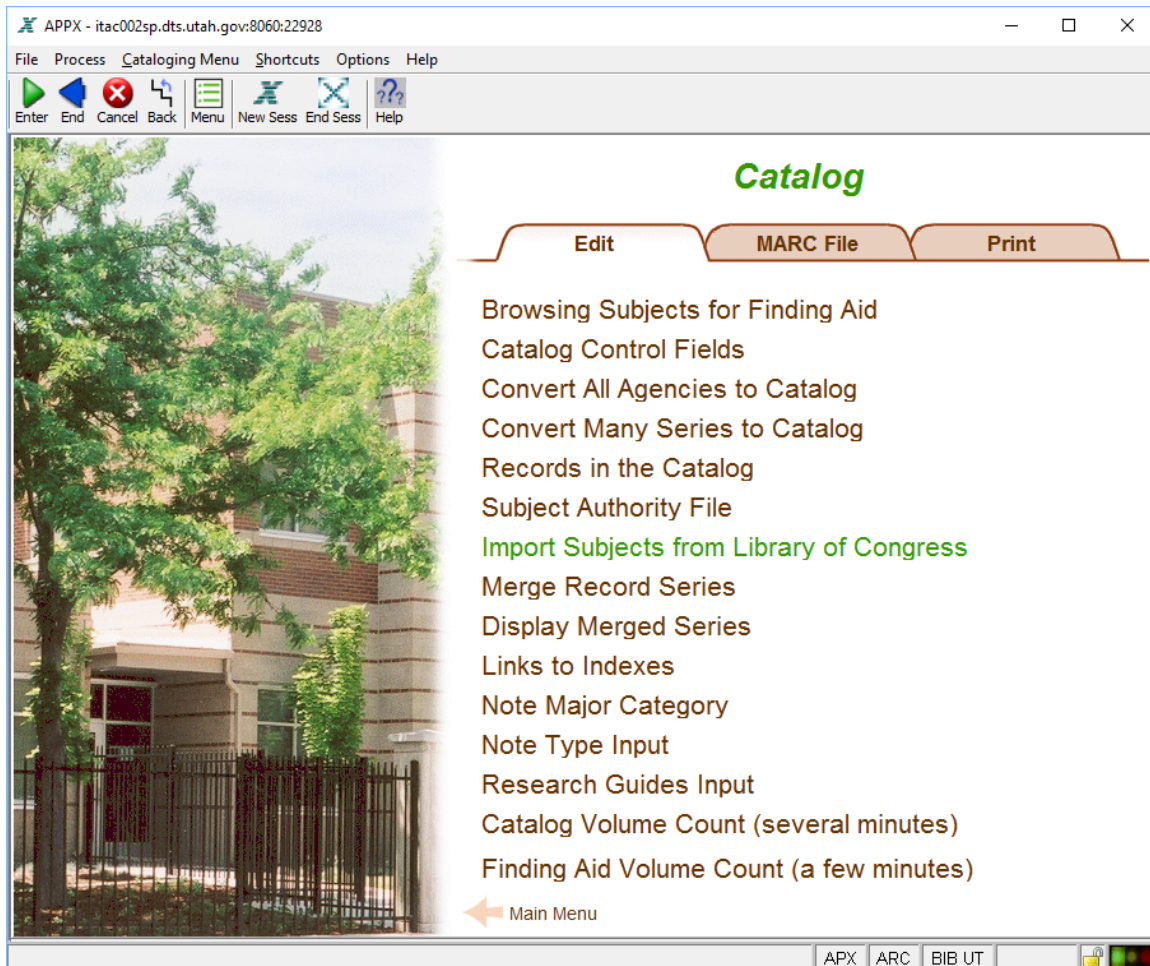 APPX - itac002sp.dts.utah.gov:8060:22928
File Process Cataloging Menu Shortcuts Options Help
Enter End Cancel Back Menu New Sess End Sess Help
Catalog
Edit MARC File Print
Browsing Subjects for Finding Aid
Catalog Control Fields
Convert All Agencies to Catalog
Convert Many Series to Catalog
Records in the Catalog
Subject Authority File
Import Subjects from Library of Congress
Merge Record Series
Display Merged Series
Links to Indexes
Note Major Category
Note Type Input
Research Guides Input
Catalog Volume Count (several minutes)
Finding Aid Volume Count (a few minutes)
Main Menu
APX ARC BIB UT